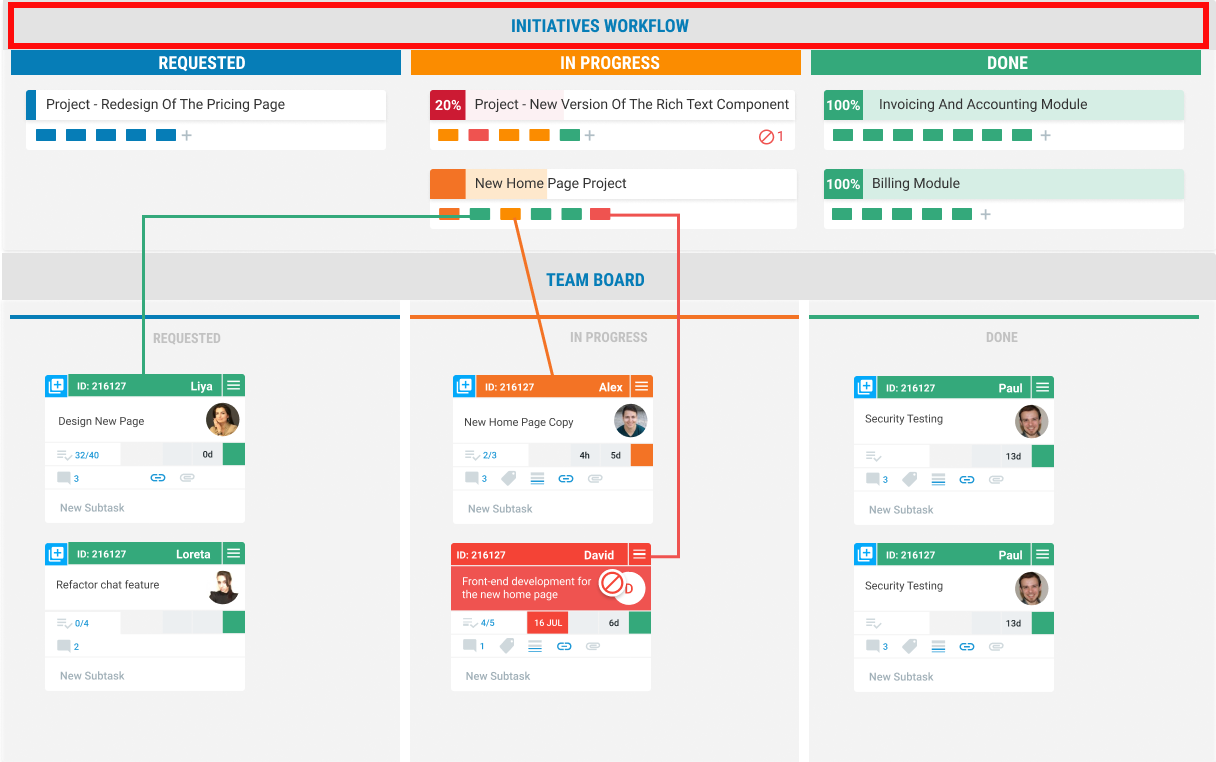 INITIATIVES WORKFLOW
REQUESTED
IN PROGRESS
DONE
Project - Redesign Of The Pricing Page
20% Project - New Version Of The Rich Text Component
1
100% Invoicing And Accounting Module
New Home Page Project
100% Billing Module
TEAM BOARD
REQUESTED
IN PROGRESS
DONE
ID: 216127 Liya
Design New Page
32/40 0d
3
New Subtask
ID: 216127 Loreta
Refactor chat feature
0/4
2
New Subtask
ID: 216127 Alex
New Home Page Copy
2/3 4h 5d
3
New Subtask
ID: 216127 David
Front-end development for
the new home page
D
4/5 16 JUL 6d
1
New Subtask
ID: 216127 Paul
Security Testing
13d
3
New Subtask
ID: 216127 Paul
Security Testing
13d
3
New Subtask